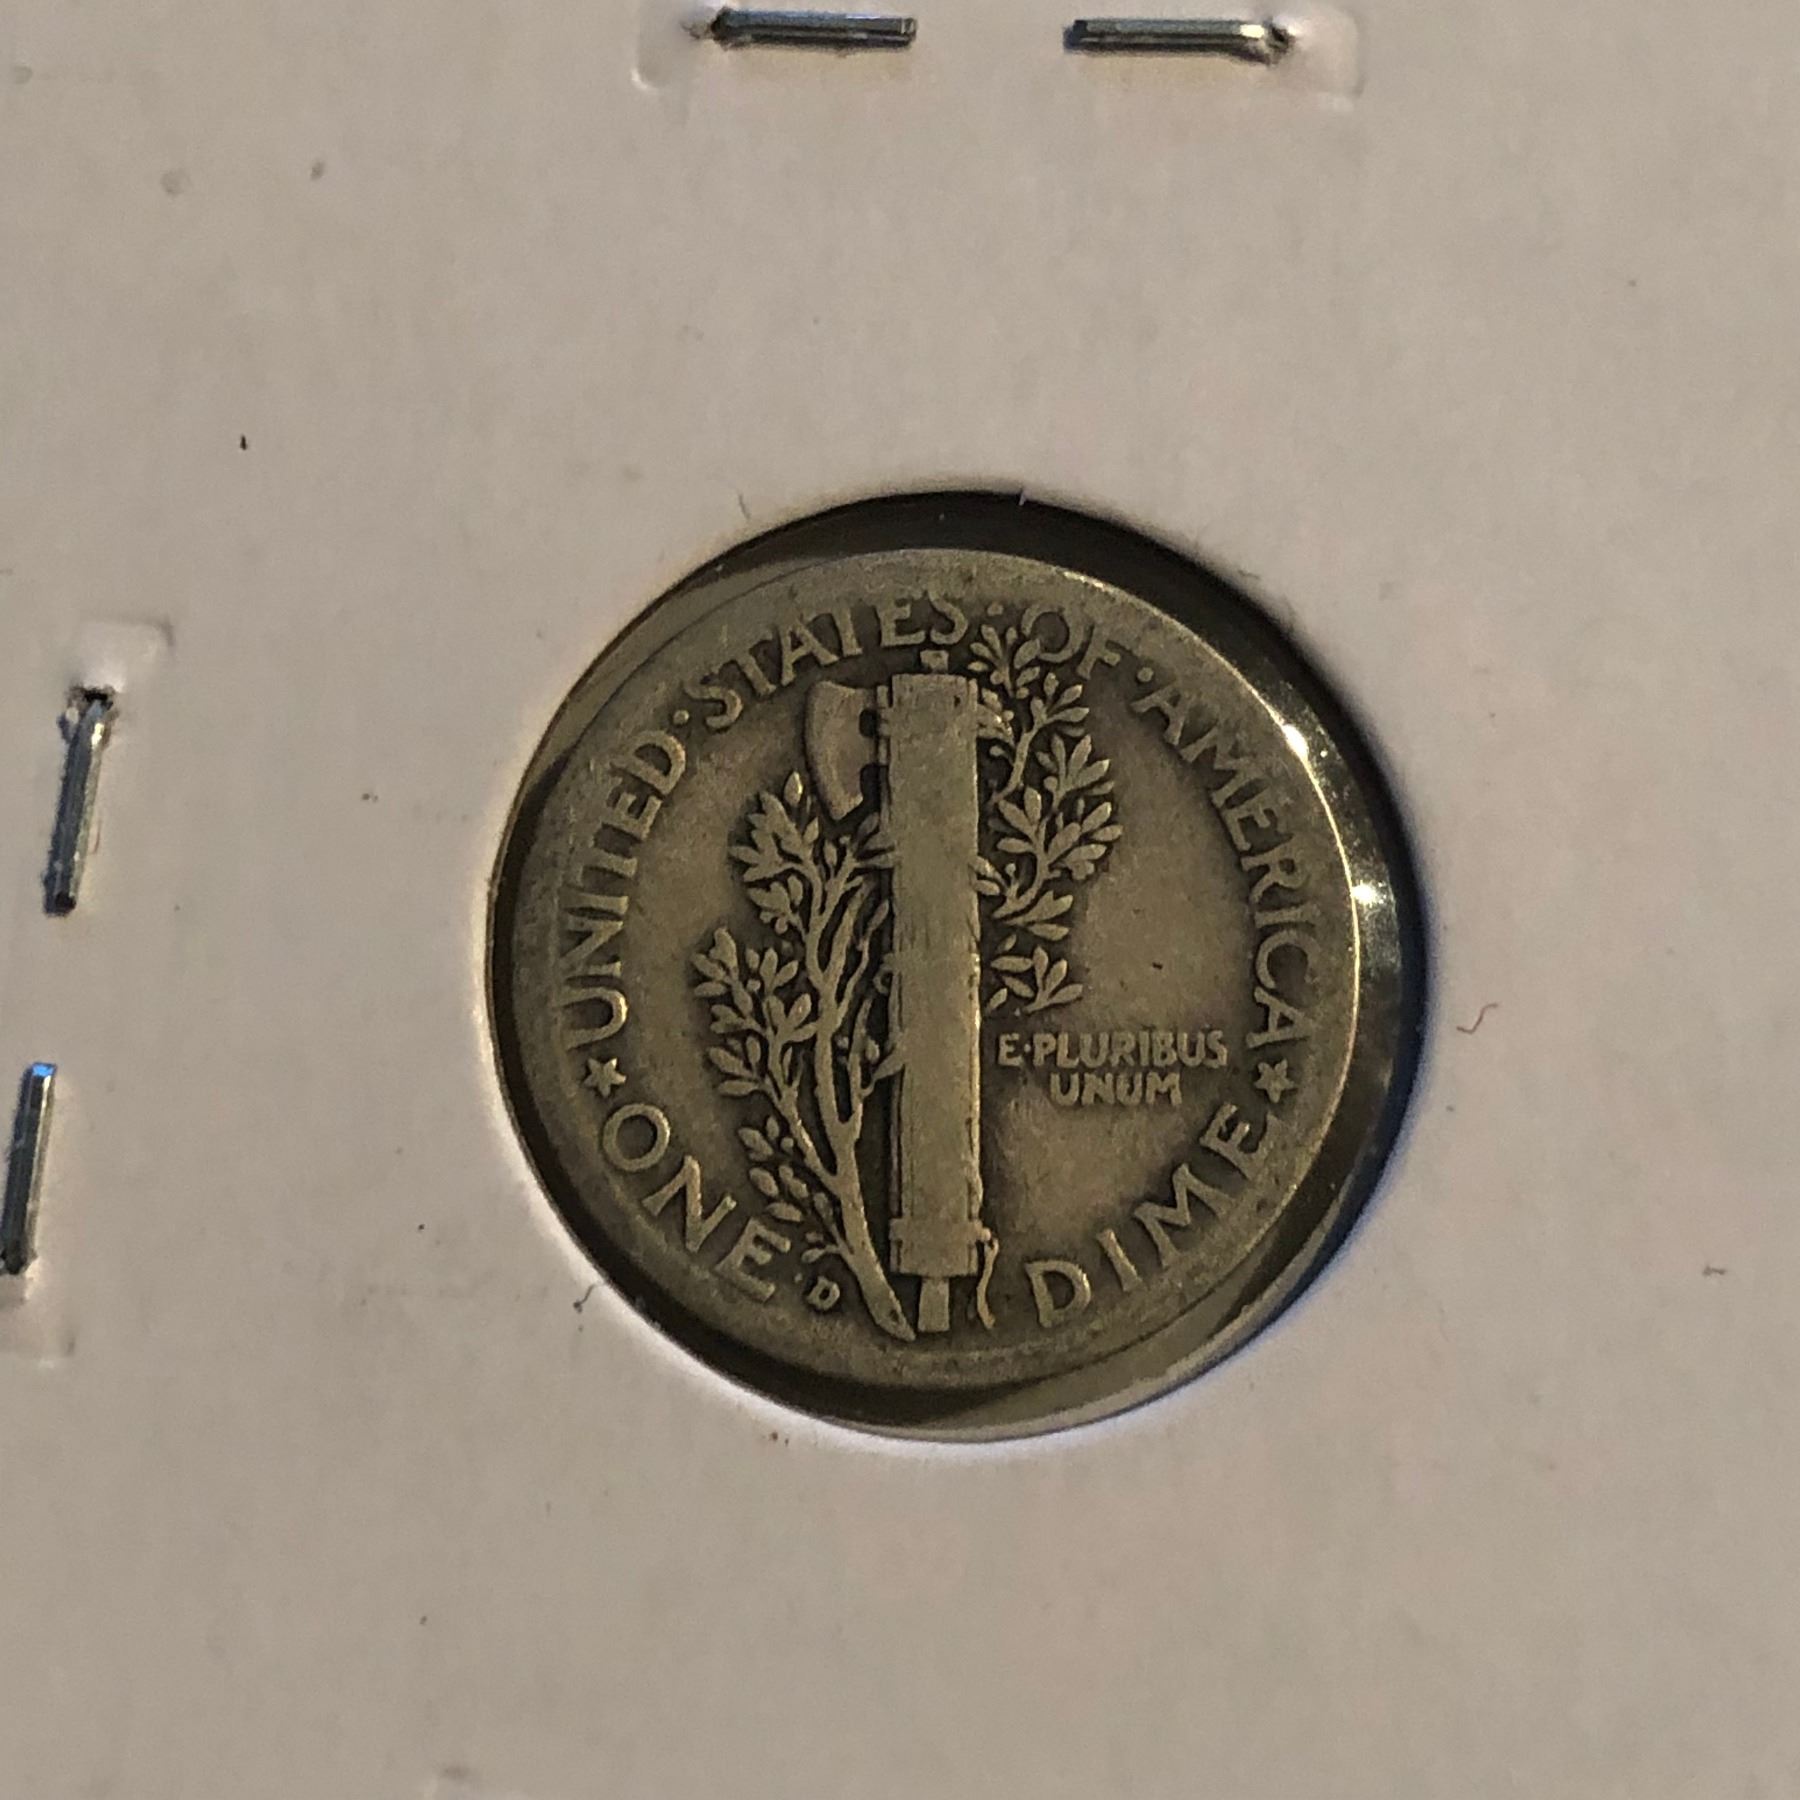 UNITED·STATES·OF·AMERICA
E·PLURIBUS
UNUM
ONE DIME
D